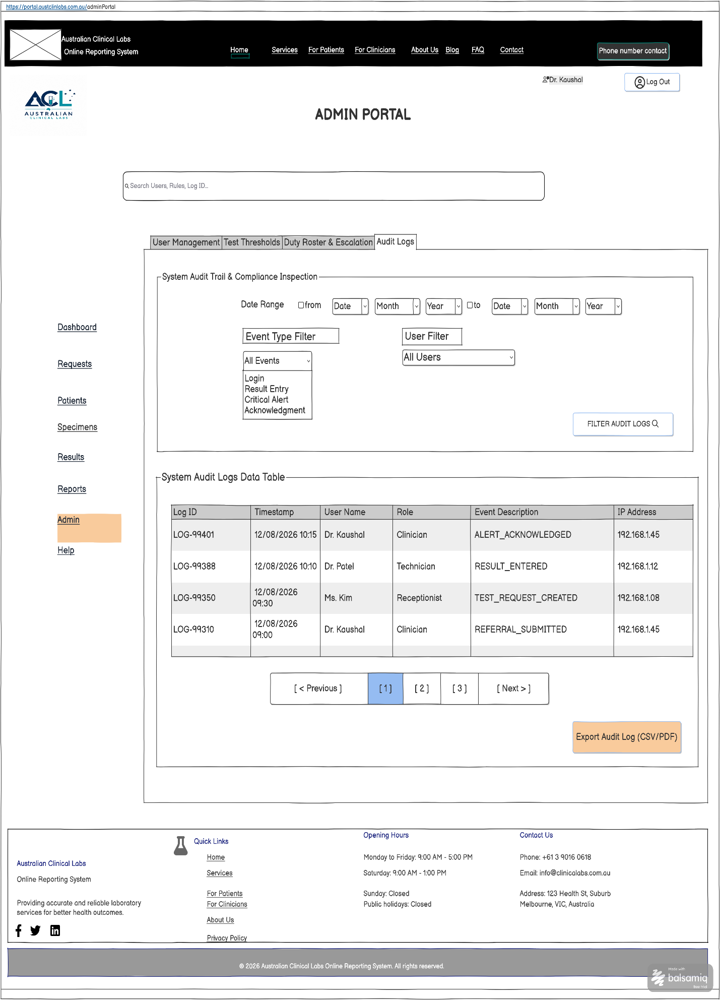 https://portal.austclinlabs.com.au/adminPortal
Australian Clinical Labs
Online Reporting System
Home Services For Patients For Clinicians About Us Blog FAQ Contact
Phone number contact
Dr. Kaushal
Log Out
ACL
AUSTRALIAN
CLINICAL LABS
ADMIN PORTAL
Search Users, Rules, Log ID...
User Management Test Thresholds Duty Roster & Escalation Audit Logs
System Audit Trail & Compliance Inspection
Date Range from Date Month Year to Date Month Year
Event Type Filter User Filter
All Events All Users
Login
Result Entry
Critical Alert
Acknowledgment
FILTER AUDIT LOGS
Dashboard
Requests
Patients
Specimens
Results
Reports
Admin
Help
System Audit Logs Data Table
Log ID Timestamp User Name Role Event Description IP Address
LOG-99401 12/08/2026 10:15 Dr. Kaushal Clinician ALERT_ACKNOWLEDGED 192.168.1.45
LOG-99388 12/08/2026 10:10 Dr. Patel Technician RESULT_ENTERED 192.168.1.12
LOG-99350 12/08/2026 09:30 Ms. Kim Receptionist TEST_REQUEST_CREATED 192.168.1.08
LOG-99310 12/08/2026 09:00 Dr. Kaushal Clinician REFERRAL_SUBMITTED 192.168.1.45
[ < Previous ] [ 1 ] [ 2 ] [ 3 ] [ Next > ]
Export Audit Log (CSV/PDF)
Australian Clinical Labs
Online Reporting System
Providing accurate and reliable laboratory
services for better health outcomes.
Quick Links
Home
Services
For Patients
For Clinicians
About Us
Privacy Policy
Opening Hours
Monday to Friday: 9:00 AM - 5:00 PM
Saturday: 9:00 AM - 1:00 PM
Sunday: Closed
Public holidays: Closed
Contact Us
Phone: +61 3 9016 0618
Email: info@clinicalabs.com.au
Address: 123 Health St, Suburb
Melbourne, VIC, Australia
© 2026 Australian Clinical Labs Online Reporting System. All rights reserved.
Made with
balsamiq
free trial